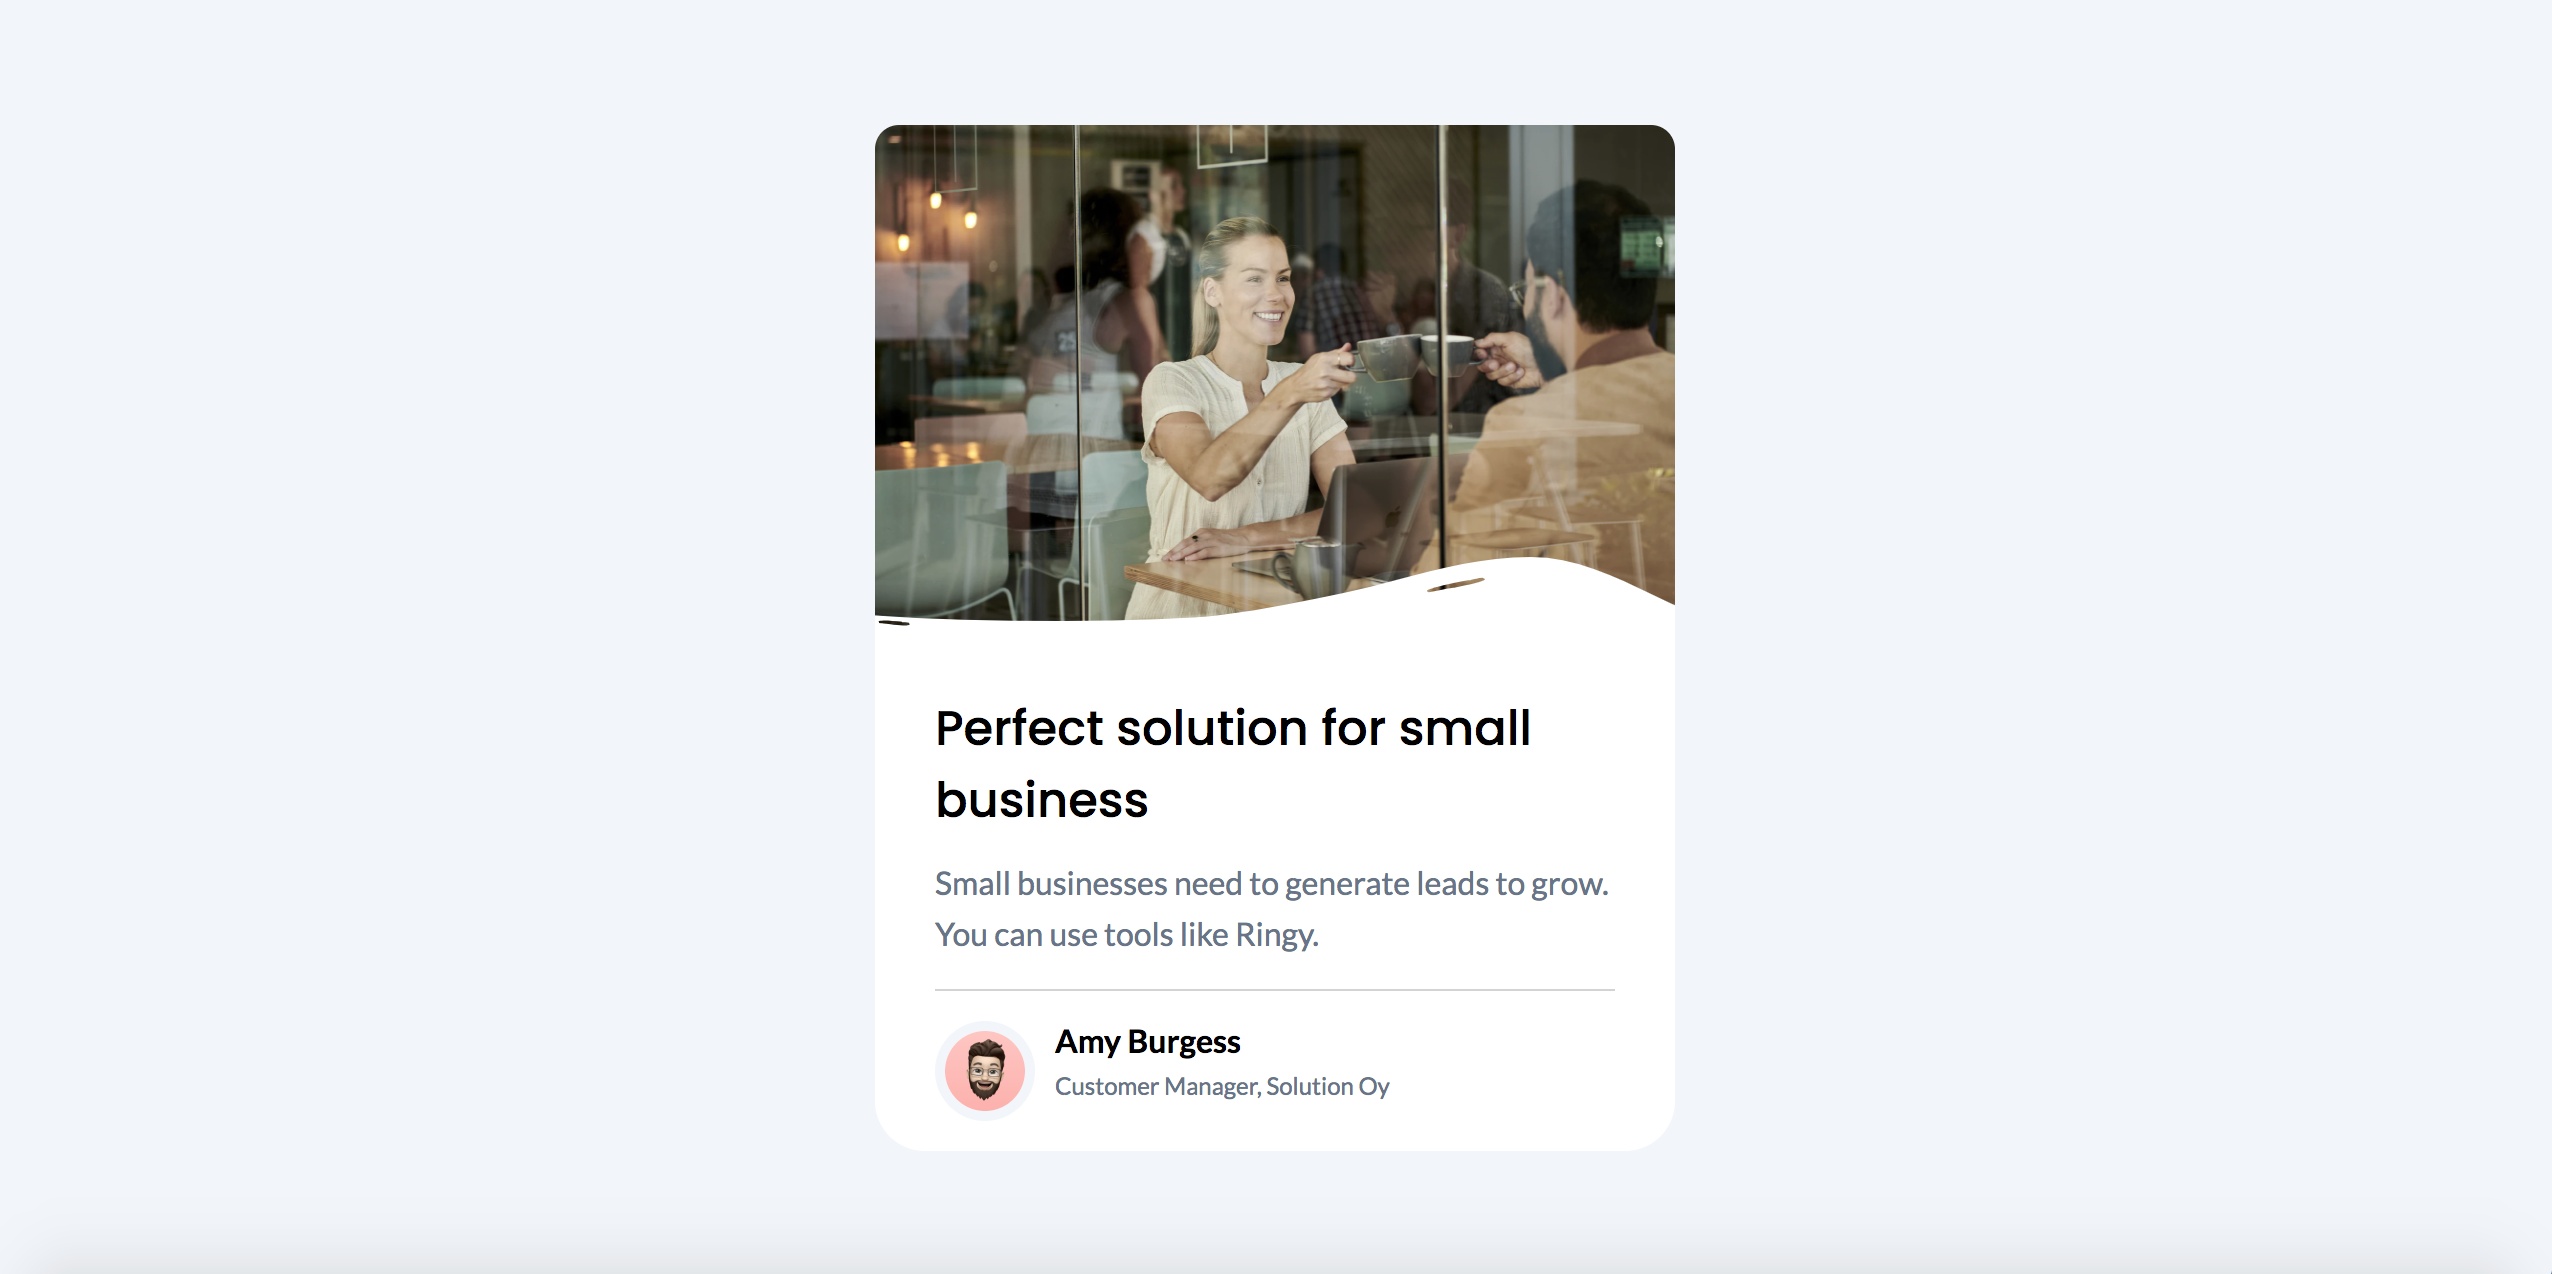 Perfect solution for small
business
Small businesses need to generate leads to grow.
You can use tools like Ringy.
Amy Burgess
Customer Manager, Solution Oy